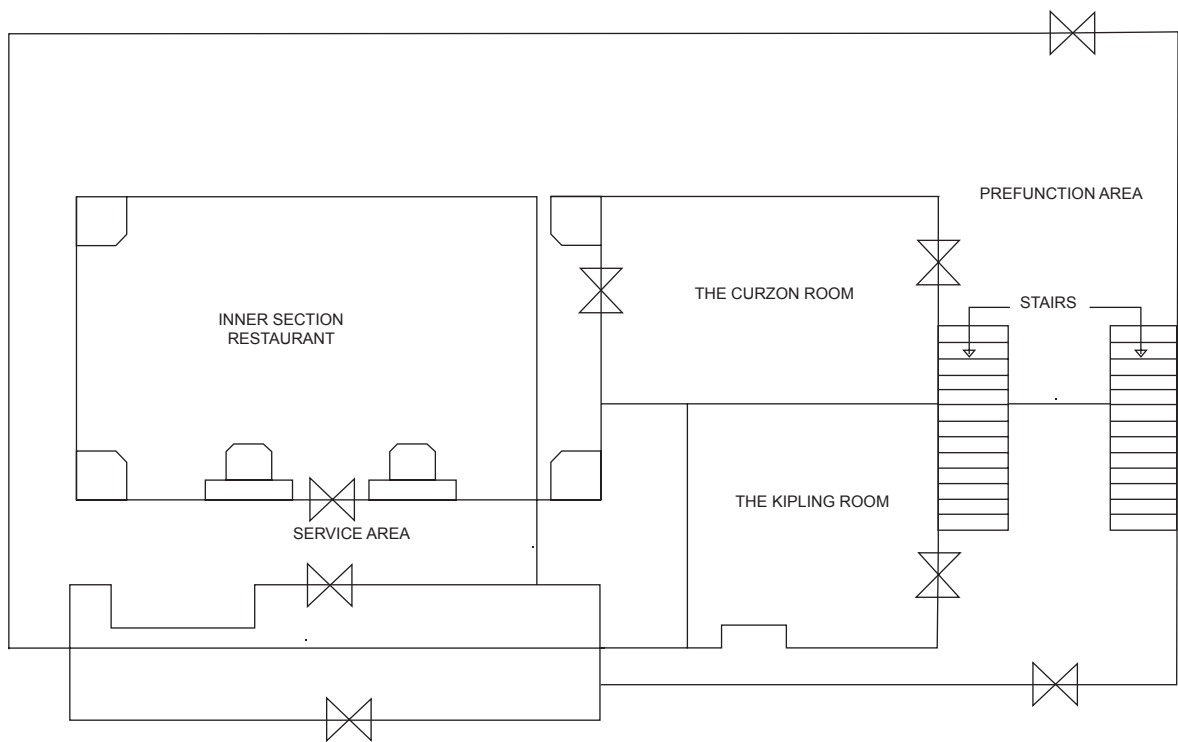 PREFUNCTION AREA
THE CURZON ROOM
STAIRS
INNER SECTION
RESTAURANT
THE KIPLING ROOM
SERVICE AREA